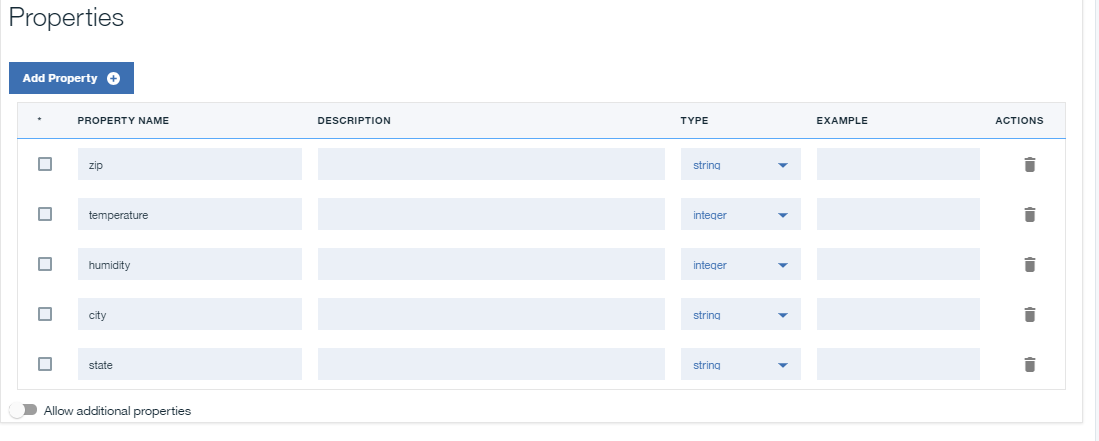 Properties
Add Property
* PROPERTY NAME DESCRIPTION TYPE EXAMPLE ACTIONS
zip string
temperature integer
humidity integer
city string
state string
Allow additional properties